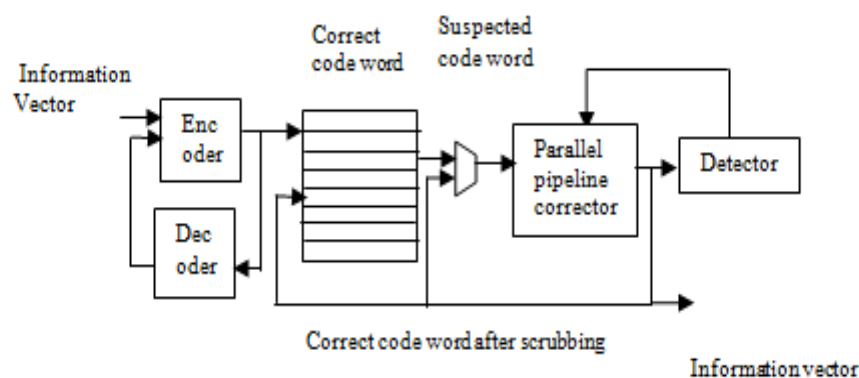 Information
Vector
Enc
oder
Dec
oder
Correct
code word
Suspected
code word
Parallel
pipeline
corrector
Detector
Correct code word after scrubbing
Information vector